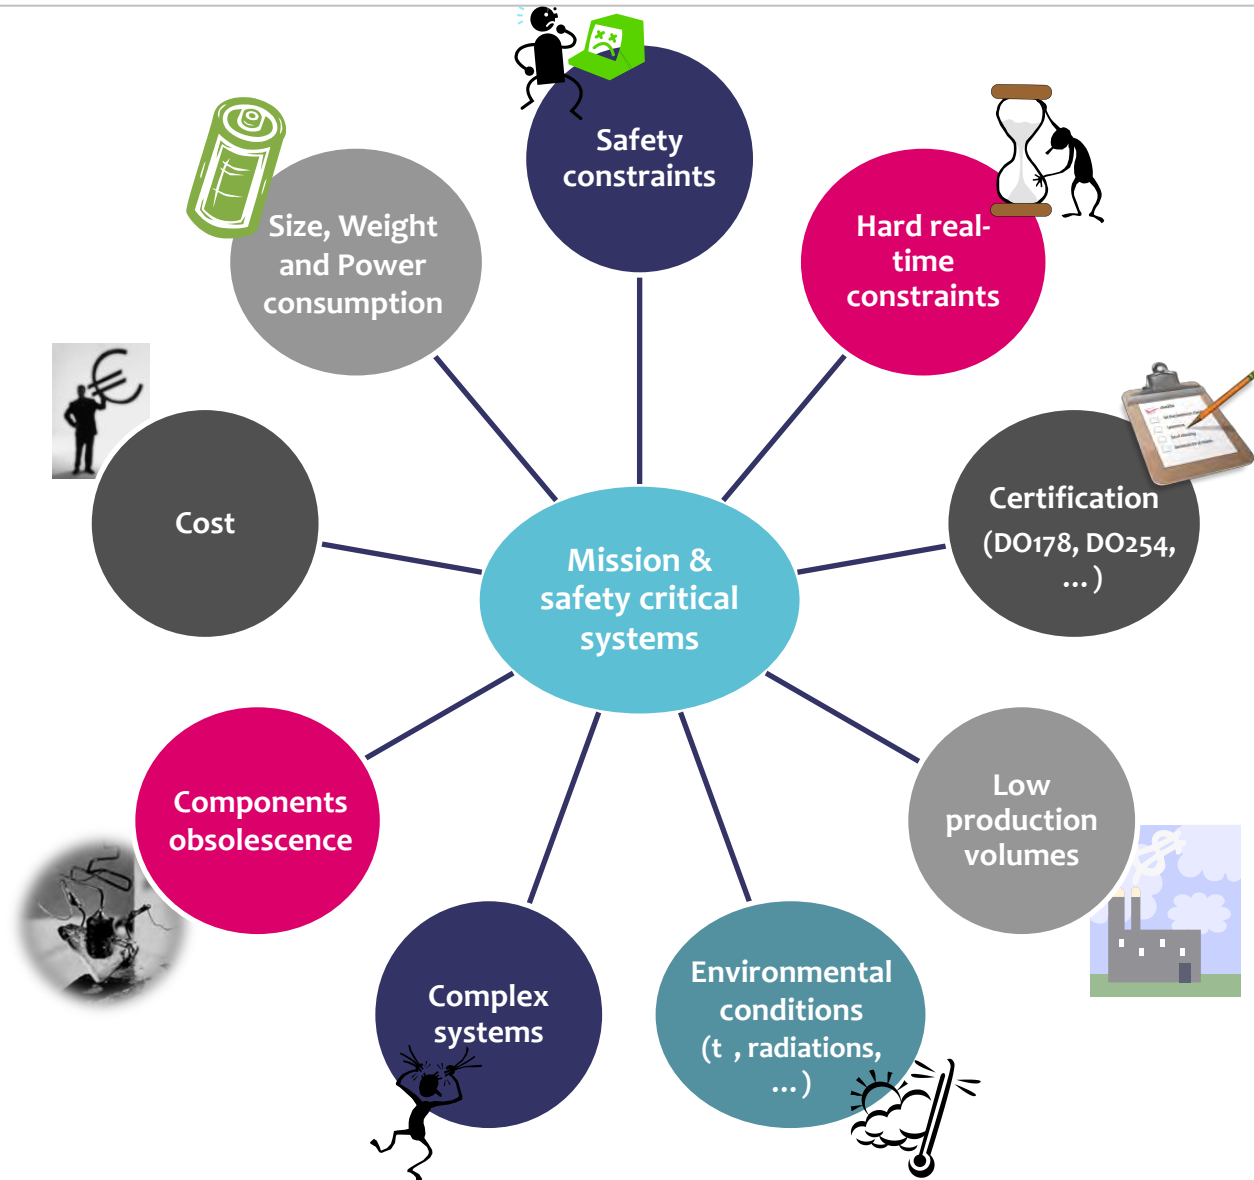 Safety
constraints
Size, Weight
and Power
consumption
Hard real-
time
constraints
Cost
Certification
(DO178, DO254,
...)
Mission &
safety critical
systems
Components
obsolescence
Low
production
volumes
Complex
systems
Environmental
conditions
(t , radiations,
...)